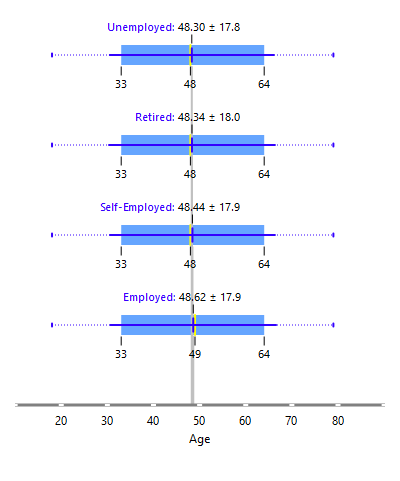 Unemployed: 48.30 ± 17.8
33 48 64
Retired: 48.34 ± 18.0
33 48 64
Self-Employed: 48.44 ± 17.9
33 48 64
Employed: 48.62 ± 17.9
33 49 64
20 30 40 50 60 70 80
Age